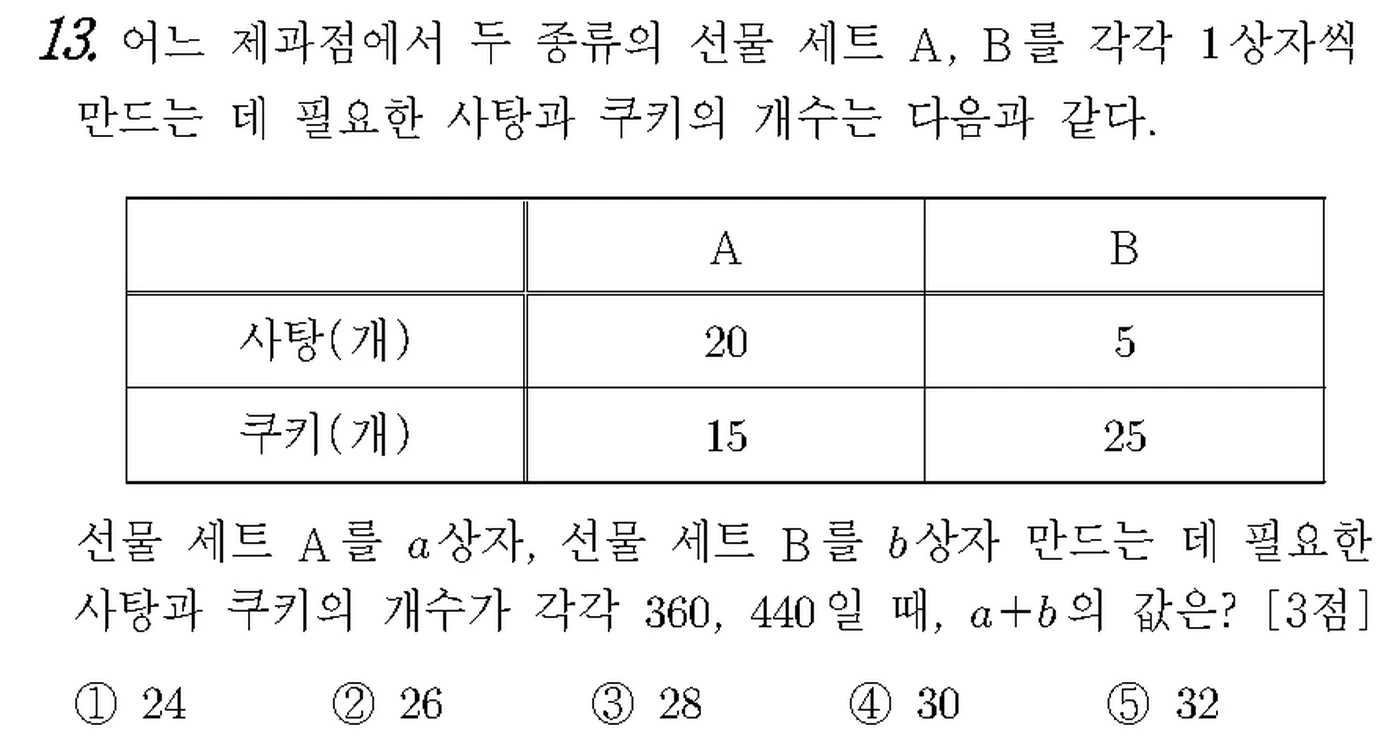 13. 어느 제과점에서 두 종류의 선물 세트 A, B를 각각 1상자씩
만드는 데 필요한 사탕과 쿠키의 개수는 다음과 같다.
A B
사탕(개) 20 5
쿠키(개) 15 25
선물 세트 A를 a상자, 선물 세트 B를 b상자 만드는 데 필요한
사탕과 쿠키의 개수가 각각 360, 440일 때, a+b의 값은? [3점]
① 24 ② 26 ③ 28 ④ 30 ⑤ 32